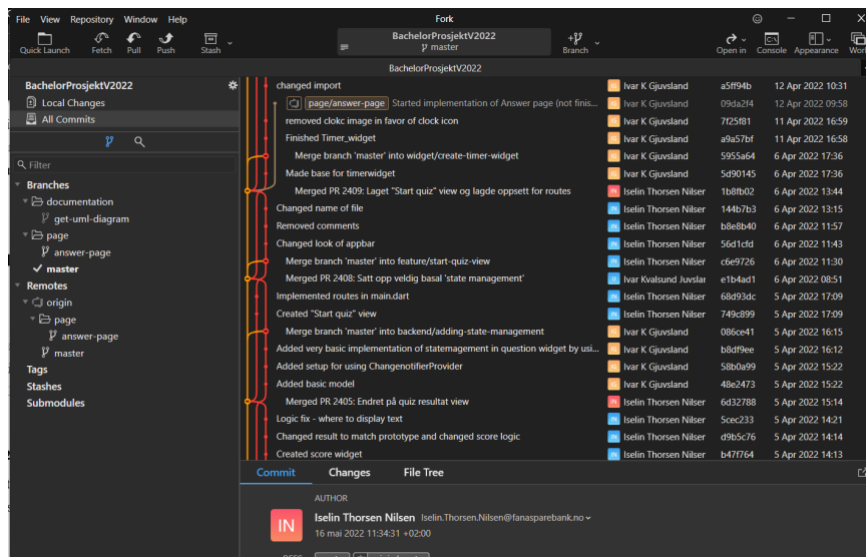 File View Repository Window Help Fork
Quick Launch Fetch Pull Push Stash BachelorProsjektV2022 master Branch Open in Console Appearance
BachelorProsjektV2022
BachelorProsjektV2022
Local Changes
All Commits
Filter
Branches
documentation
get-uml-diagram
page
answer-page
master
Remotes
origin
page
answer-page
master
Tags
Stashes
Submodules
changed import Ivar K Gjuvsland a5ff94b 12 Apr 2022 10:31
page/answer-page Started implementation of Answer page (not finis... Ivar K Gjuvsland 09da2f4 12 Apr 2022 09:58
removed clokc image in favor of clock icon Ivar K Gjuvsland 7f25f81 11 Apr 2022 16:59
Finished Timer_widget Ivar K Gjuvsland a9a57bf 11 Apr 2022 16:58
Merge branch 'master' into widget/create-timer-widget Ivar K Gjuvsland 5955a64 6 Apr 2022 17:36
Made base for timerwidget Ivar K Gjuvsland 5d90145 6 Apr 2022 17:36
Merged PR 2409: Laget "Start quiz" view og lagde oppsett for routes Iselin Thorsen Nilser 1b8fb02 6 Apr 2022 13:44
Changed name of file Iselin Thorsen Nilser 144b7b3 6 Apr 2022 13:15
Removed comments Iselin Thorsen Nilser b8e8b40 6 Apr 2022 11:57
Changed look of appbar Iselin Thorsen Nilser 56d1cfd 6 Apr 2022 11:43
Merge branch 'master' into feature/start-quiz-view Iselin Thorsen Nilser c6e9726 6 Apr 2022 11:30
Merged PR 2408: Satt opp veldig basal 'state management' Ivar Kvalsund Juvslar e1b4ad1 6 Apr 2022 08:51
Implemented routes in main.dart Iselin Thorsen Nilser 68d93dc 5 Apr 2022 17:09
Created "Start quiz" view Iselin Thorsen Nilser 749c899 5 Apr 2022 17:09
Merge branch 'master' into backend/adding-state-management Ivar K Gjuvsland 086ce41 5 Apr 2022 16:15
Added very basic implementation of statemagement in question widget by usi... Ivar K Gjuvsland b8df9ee 5 Apr 2022 16:12
Added setup for using ChangenotifierProvider Ivar K Gjuvsland 58b0a99 5 Apr 2022 15:22
Added basic model Ivar K Gjuvsland 48e2473 5 Apr 2022 15:22
Merged PR 2405: Endret på quiz resultat view Iselin Thorsen Nilser 6d32788 5 Apr 2022 15:14
Logic fix - where to display text Iselin Thorsen Nilser 5cec233 5 Apr 2022 14:21
Changed result to match prototype and changed score logic Iselin Thorsen Nilser d9b5c76 5 Apr 2022 14:14
Created score widget Iselin Thorsen Nilser b47f764 5 Apr 2022 14:13
Commit Changes File Tree
AUTHOR
IN Iselin Thorsen Nilsen Iselin.Thorsen.Nilsen@fanasparebank.no
16 mai 2022 11:34:31 +02:00